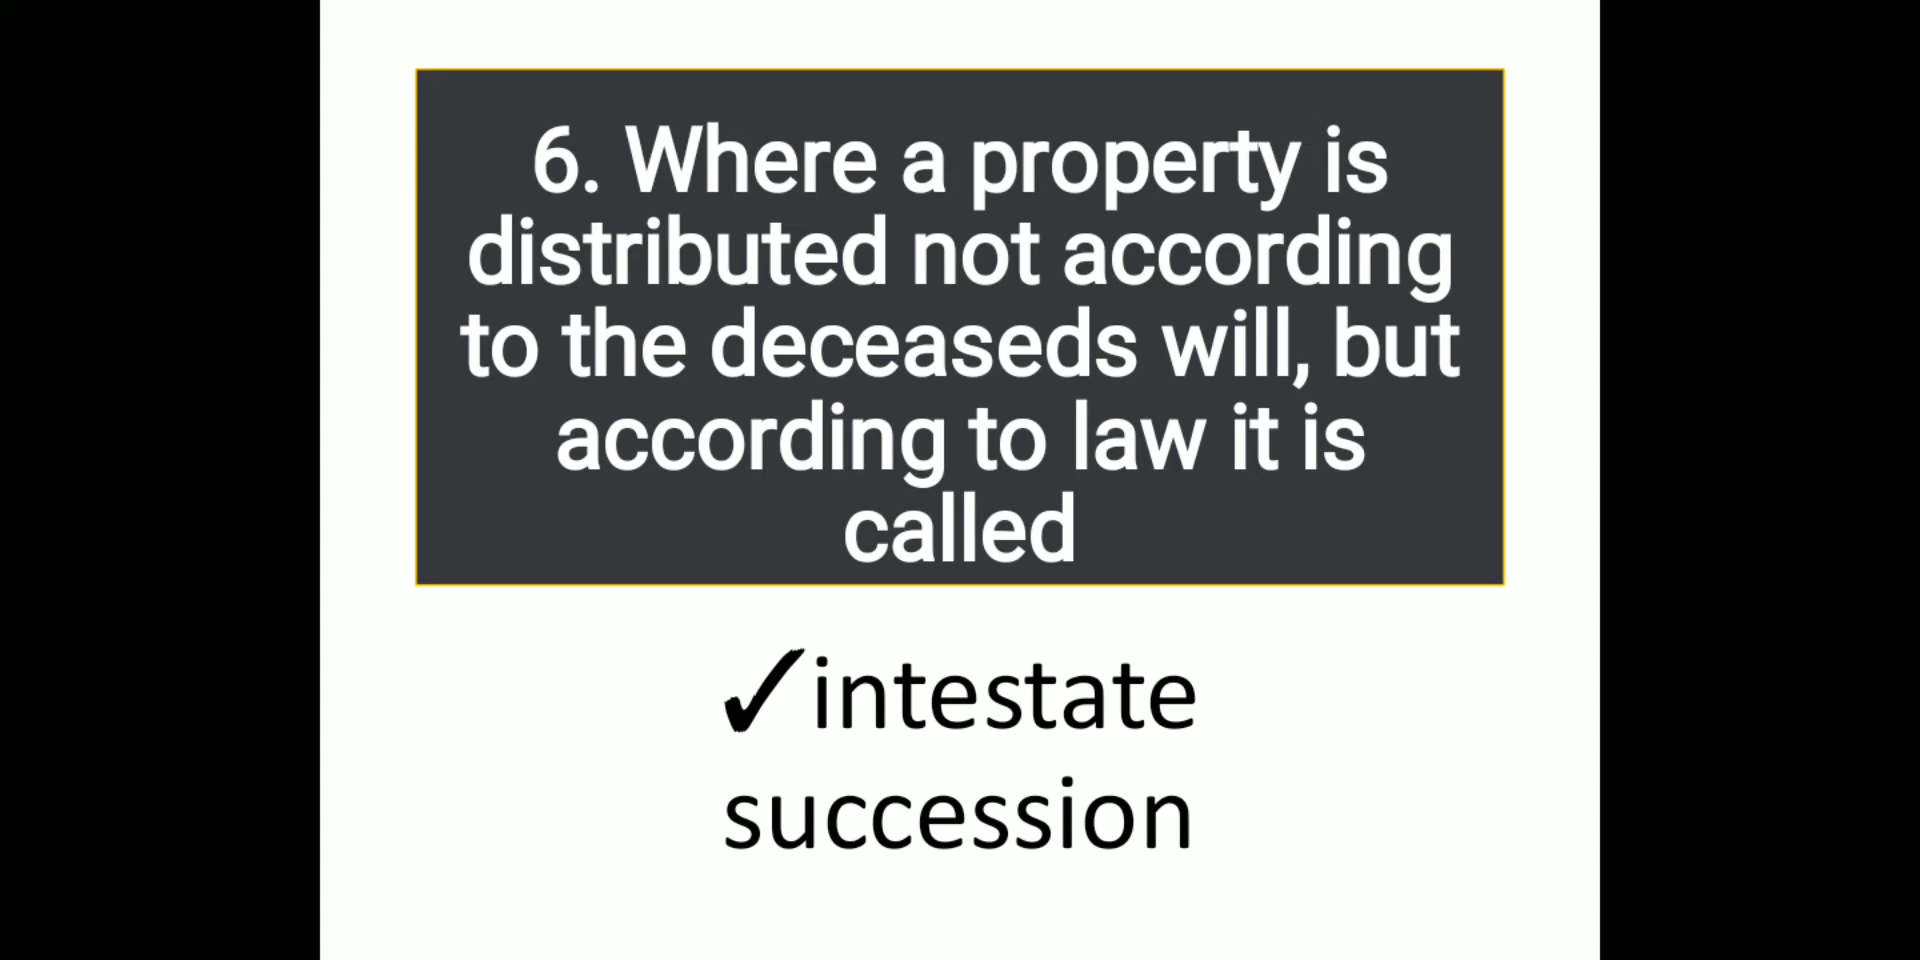 6. Where a property is
distributed not according
to the deceaseds will, but
according to law it is
called
✓intestate
succession